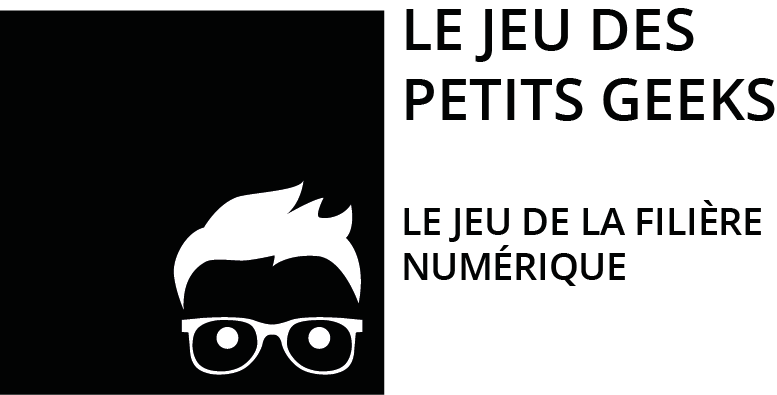 LE JEU DES
PETITS GEEKS
LE JEU DE LA FILIÈRE
NUMÉRIQUE